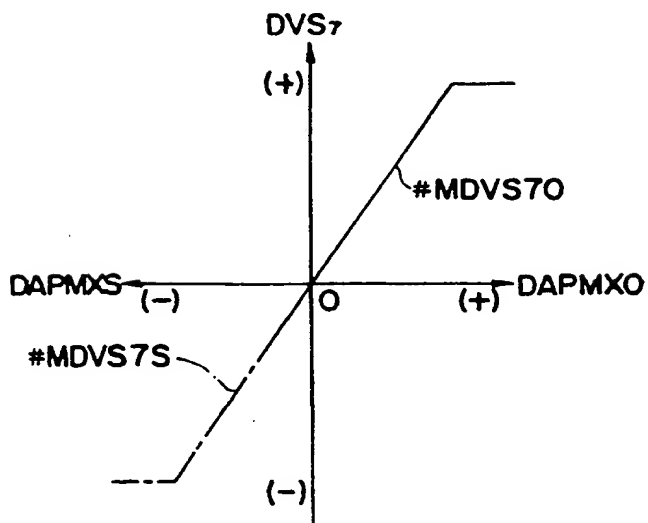 DVS7
(+)
#MDVS7O
DAPMXS
(-)
O
(+)
DAPMXO
#MDVS7S
(-)